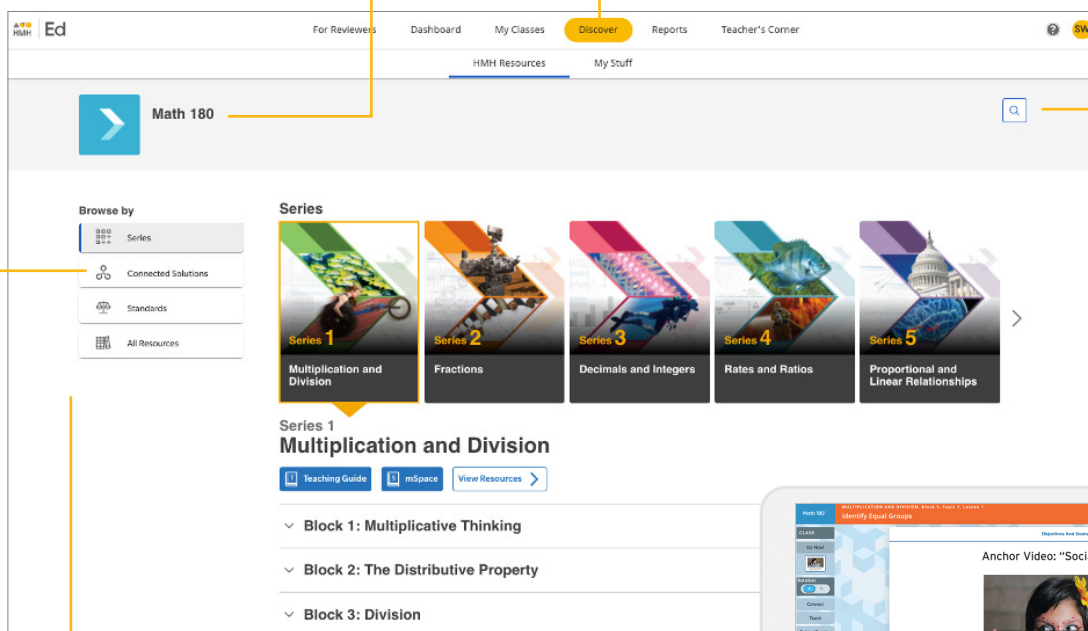 HMH Ed
For Reviewers Dashboard My Classes Discover Reports Teacher's Corner
? SW
HMH Resources My Stuff
Math 180
Browse by
Series
Connected Solutions
Standards
All Resources
Series
Series 1
Multiplication and
Division
Series 2
Fractions
Series 3
Decimals and Integers
Series 4
Rates and Ratios
Series 5
Proportional and
Linear Relationships
Series 1
Multiplication and Division
T Teaching Guide
S mSpace
View Resources
Block 1: Multiplicative Thinking
Block 2: The Distributive Property
Block 3: Division
Math 180
MULTIPLICATION AND DIVISION, Block 1, Topic 1, Lesson 1
Identify Equal Groups
CLASS
Do Now!
Rotation
Connect
Teach
Objectives And Goals
Anchor Video: "Soci